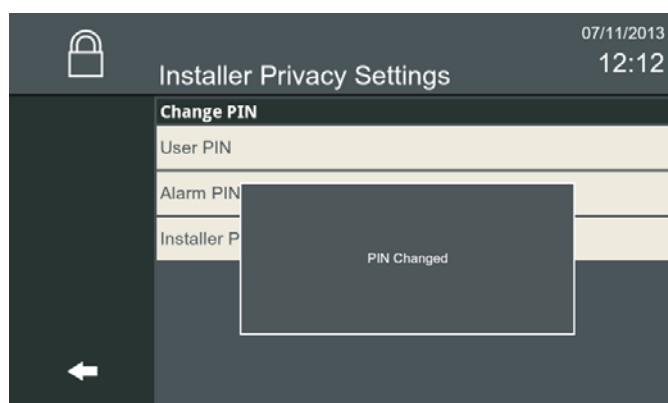 07/11/2013
12:12
Installer Privacy Settings
Change PIN
User PIN
Alarm PIN
Installer P
PIN Changed